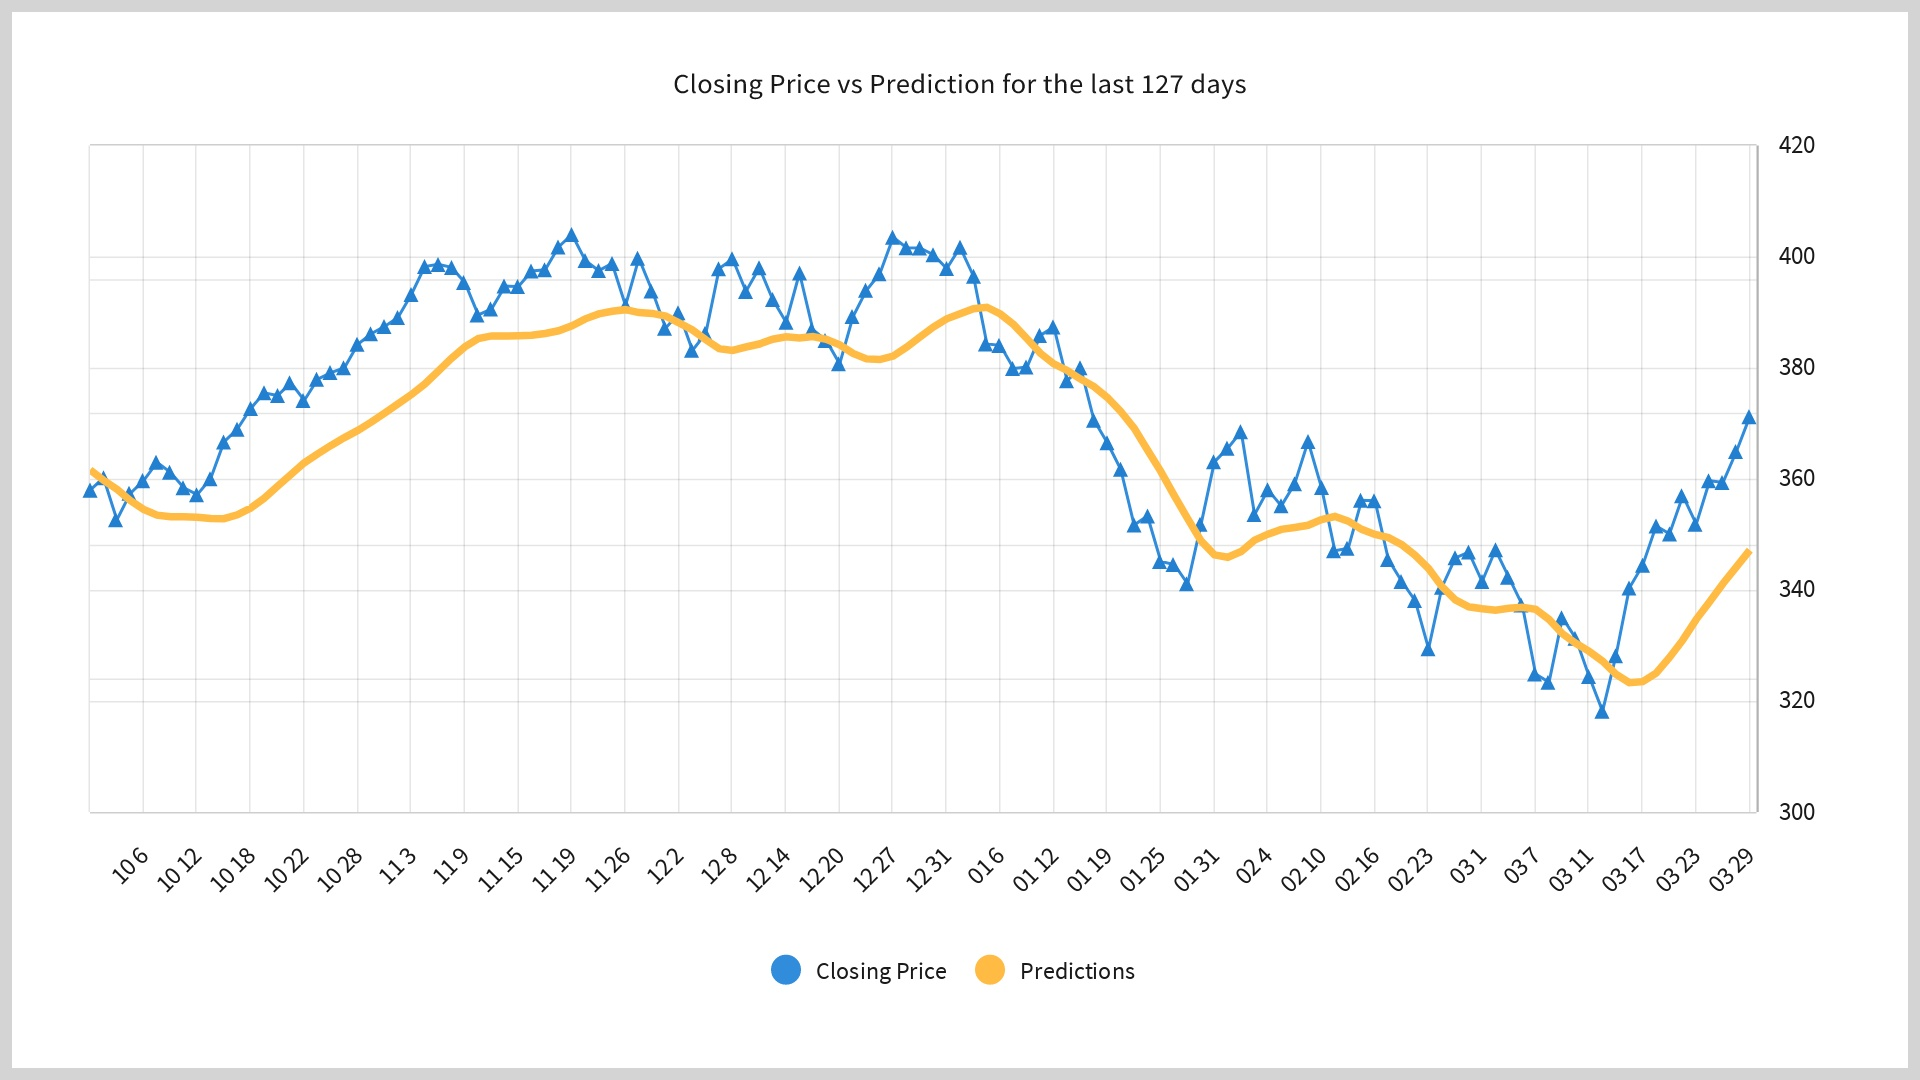 Closing Price vs Prediction for the last 127 days
420
400
380
360
340
320
300
10 6 10 12 10 18 10 22 10 28 11 3 11 9 11 15 11 19 11 26 12 2 12 8 12 14 12 20 12 27 12 31 01 6 01 12 01 19 01 25 01 31 02 4 02 10 02 16 02 23 03 1 03 7 03 11 03 17 03 23 03 29
Closing Price Predictions